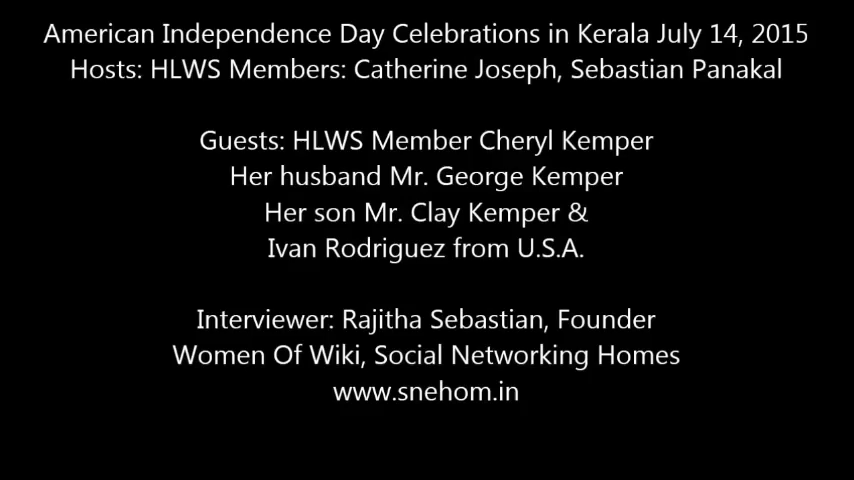 American Independence Day Celebrations in Kerala July 14, 2015
Hosts: HLWS Members: Catherine Joseph, Sebastian Panakal
Guests: HLWS Member Cheryl Kemper
Her husband Mr. George Kemper
Her son Mr. Clay Kemper &
Ivan Rodriguez from U.S.A.
Interviewer: Rajitha Sebastian, Founder
Women Of Wiki, Social Networking Homes
www.snehom.in